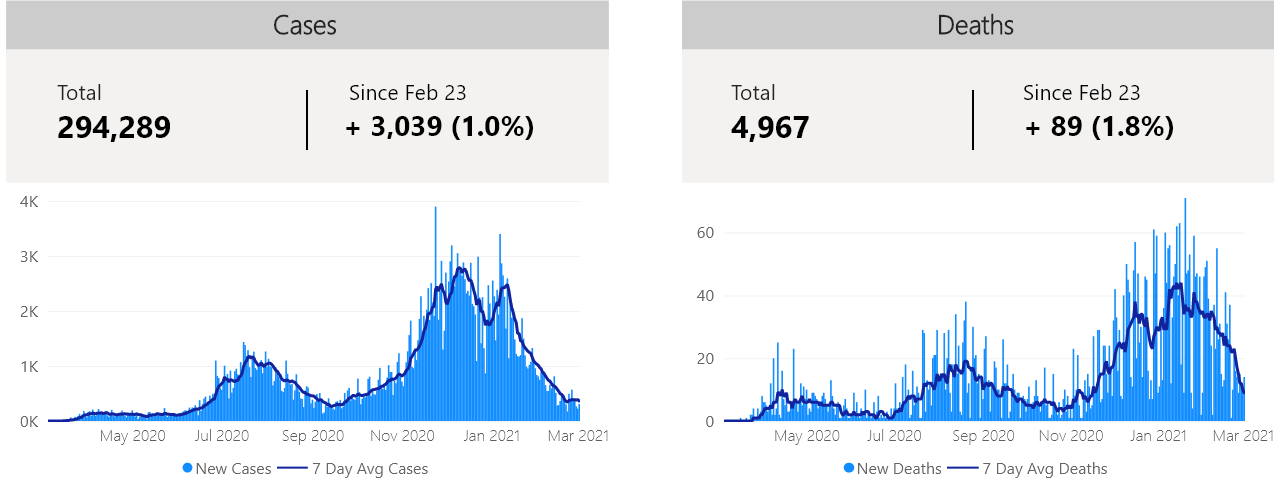 Cases
Total
Since Feb 23
294,289
+ 3,039 (1.0%)
4K
3K
2K
1K
0K
May 2020
Jul 2020
Sep 2020
Nov 2020
Jan 2021
Mar 2021
New Cases
7 Day Avg Cases
Deaths
Total
Since Feb 23
4,967
+ 89 (1.8%)
60
40
20
0
May 2020
Jul 2020
Sep 2020
Nov 2020
Jan 2021
Mar 2021
New Deaths
7 Day Avg Deaths